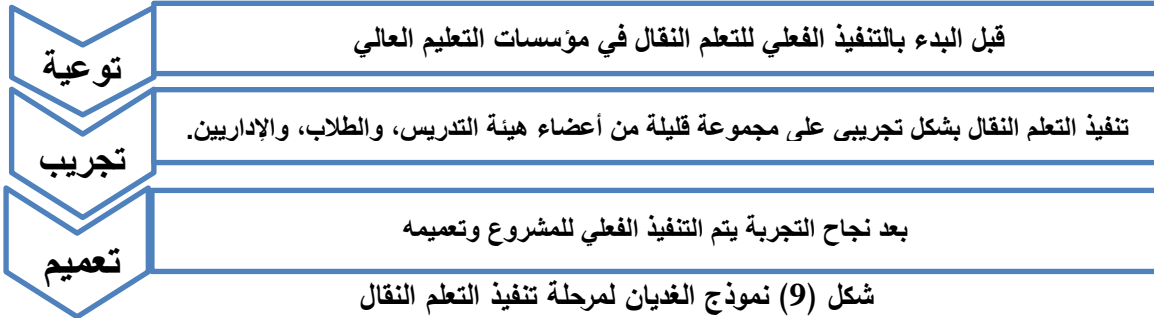 توعية
قبل البدء بالتنفيذ الفعلي للتعلم النقال في مؤسسات التعليم العالي
تجريب
تنفيذ التعلم النقال بشكل تجريبي على مجموعة قليلة من أعضاء هيئة التدريس، والطلاب، والإداريين.
تعميم
بعد نجاح التجربة يتم التنفيذ الفعلي للمشروع وتعميمه
شكل (9) نموذج الغديان لمرحلة تنفيذ التعلم النقال